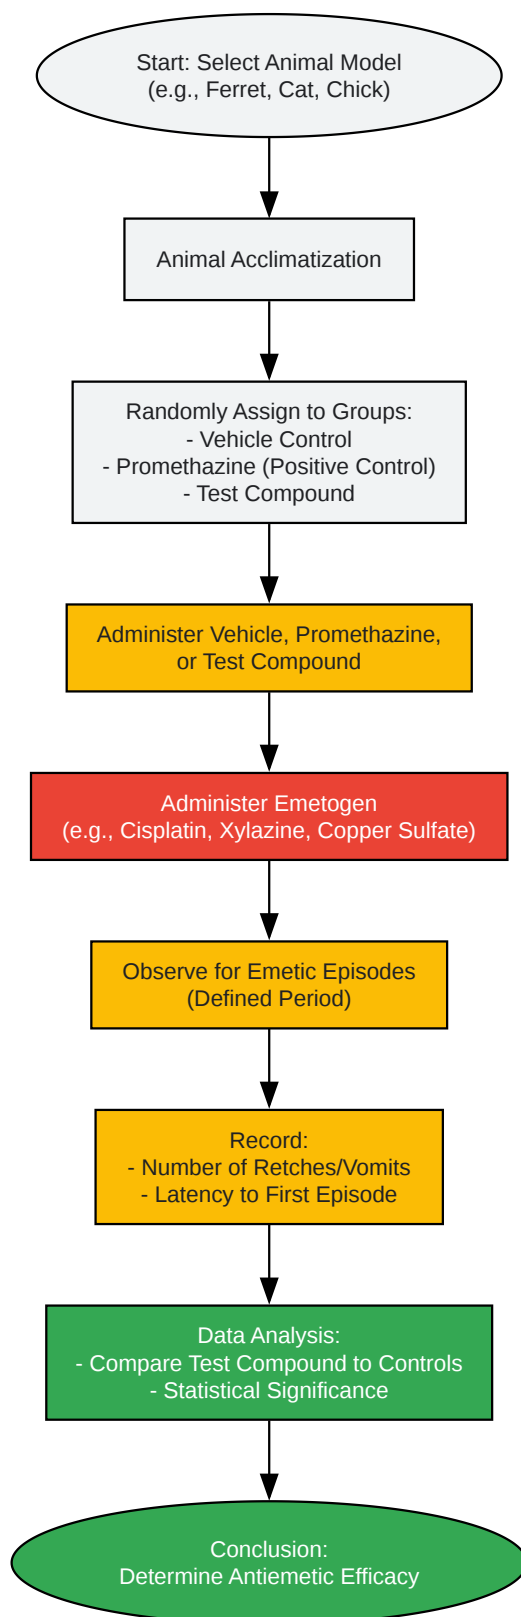 Start: Select Animal Model
(e.g., Ferret, Cat, Chick)
Animal Acclimatization
Randomly Assign to Groups:
- Vehicle Control
- Promethazine (Positive Control)
- Test Compound
Administer Vehicle, Promethazine,
or Test Compound
Administer Emetogen
(e.g., Cisplatin, Xylazine, Copper Sulfate)
Observe for Emetic Episodes
(Defined Period)
Record:
- Number of Retches/Vomits
- Latency to First Episode
Data Analysis:
- Compare Test Compound to Controls
- Statistical Significance
Conclusion:
Determine Antiemetic Efficacy